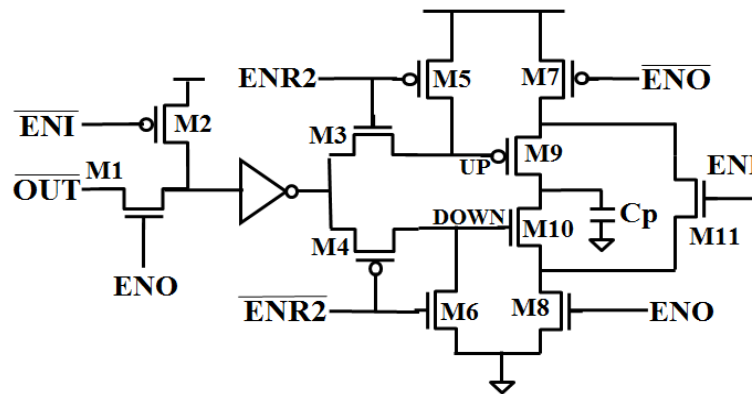 ENR2
M5
M7
ENO
ENI
M2
M3
M9
UP
OUT
M1
DOWN
M10
Cp
M11
M4
ENO
ENR2
M6
M8
ENO